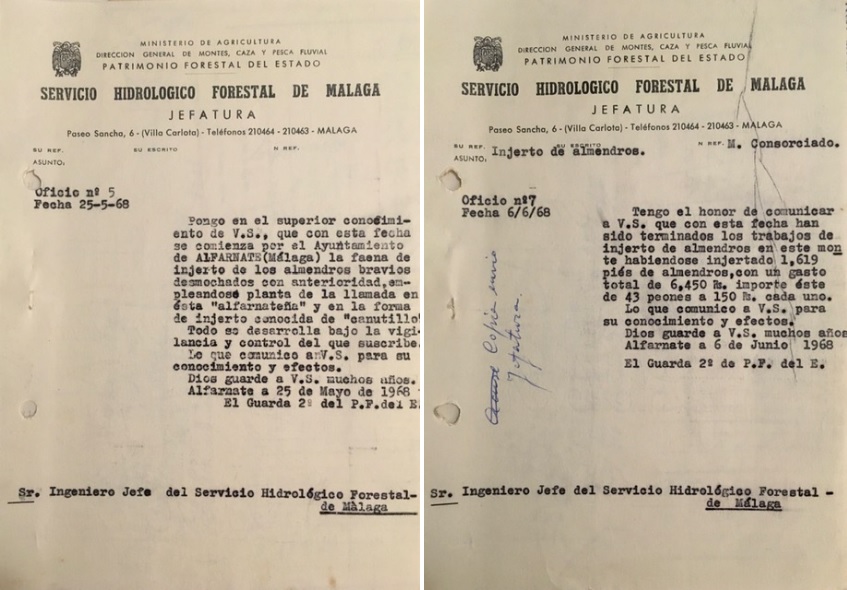 MINISTERIO DE AGRICULTURA
DIRECCION GENERAL DE MONTES, CAZA Y PESCA FLUVIAL
PATRIMONIO FORESTAL DEL ESTADO
SERVICIO HIDROLOGICO FORESTAL DE MALAGA
JEFATURA
Paseo Sancha, 6 - (Villa Carlota) - Teléfonos 210464 - 210463 - MALAGA
SU REF. SU ESCRITO N REF.
ASUNTO:
Oficio nº 5
Fecha 25-5-68
Pongo en el superior conocimi-
ento de V.S., que con esta fecha
se comienza por el Ayuntamiento
de ALFARNATE(Málaga) la faena de
injerto de los almendros bravios
desmochados con anterioridad,em-
pleandose planta de la llamada en
ésta "alfarnateña" y en la forma
de injerto conocida de "canutillo"
Todo se desarrolla bajo la vigi-
lancia y control del que suscribe.
Lo que comunico a V.S. para su
conocimiento y efectos.
Dios guarde a V.S. muchos años.
Alfarnate a 25 de Mayo de 1968
El Guarda 2º del P.F.del E
Sr. Ingeniero Jefe del Servicio Hidrológico Forestal-
de Màlaga
MINISTERIO DE AGRICULTURA
DIRECCION GENERAL DE MONTES, CAZA Y PESCA FLUVIAL
PATRIMONIO FORESTAL DEL ESTADO
SERVICIO HIDROLOGICO FORESTAL DE MALAGA
JEFATURA
Paseo Sancha, 6 - (Villa Carlota) - Teléfonos 210464 - 210463 - MALAGA
SU REF. SU ESCRITO N REF. M. Consorciado.
ASUNTO: Injerto de almendros.
Oficio nº7
Fecha 6/6/68
Tengo el honor de comunicar
a V.S. que con esta fecha han
sido terminados los trabajos de
injerto de almendros en este mon
te habiendose injertado 1,619
piés de almendros,con un gasto
total de 6,450 Pts. importe éste
de 43 peones a 150 Pts. cada uno.
Lo que comunico a V.S. para
su conocimiento y efectos.
Dios guarde a V.S. muchos años
Alfarnate a 6 de Junio 1968
El Guarda 2º de P.F. del E.
Copia envio
Jefatura.
Sr. Ingeniero Jefe del Servicio Hidrológico Forestal -
de Málaga